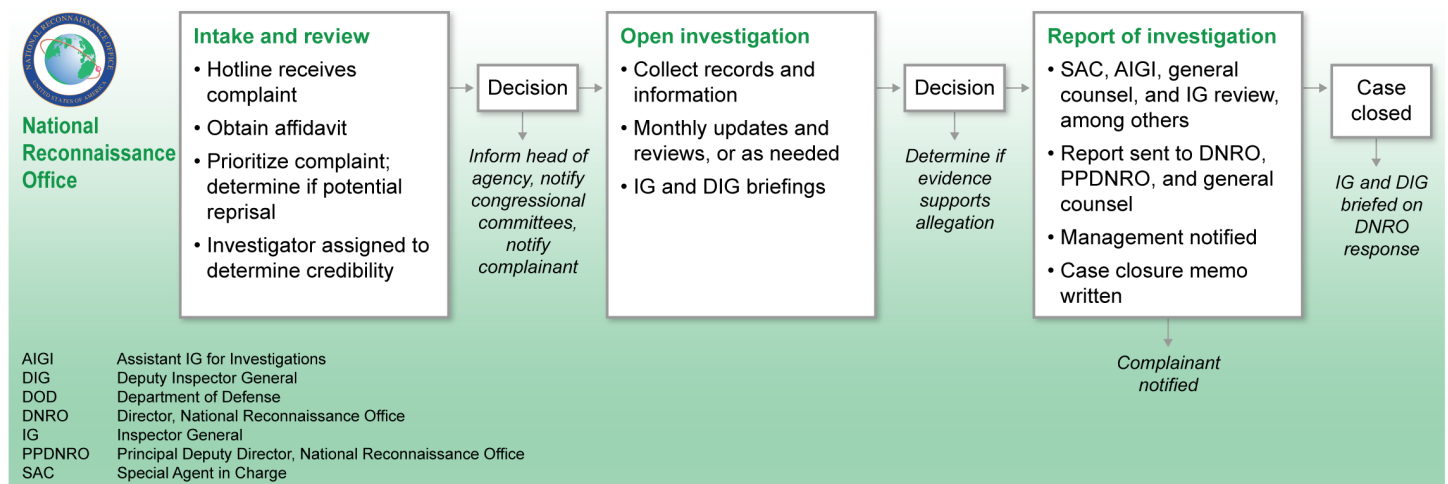 NATIONAL RECONNAISSANCE OFFICE
UNITED STATES OF AMERICA
National
Reconnaissance
Office
Intake and review
• Hotline receives
complaint
• Obtain affidavit
• Prioritize complaint;
determine if potential
reprisal
• Investigator assigned to
determine credibility
Decision
Inform head of
agency, notify
congressional
committees,
notify
complainant
Open investigation
• Collect records and
information
• Monthly updates and
reviews, or as needed
• IG and DIG briefings
Decision
Determine if
evidence
supports
allegation
Report of investigation
• SAC, AIGI, general
counsel, and IG review,
among others
• Report sent to DNRO,
PPDNRO, and general
counsel
• Management notified
• Case closure memo
written
Complainant
notified
Case
closed
IG and DIG
briefed on
DNRO
response
AIGI Assistant IG for Investigations
DIG Deputy Inspector General
DOD Department of Defense
DNRO Director, National Reconnaissance Office
IG Inspector General
PPDNRO Principal Deputy Director, National Reconnaissance Office
SAC Special Agent in Charge